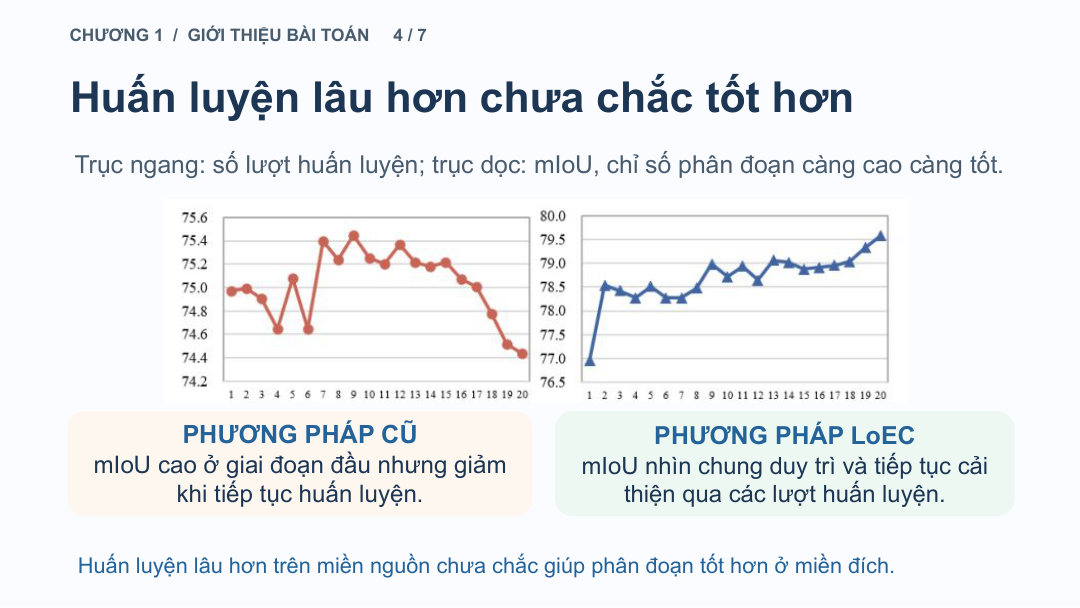 CHƯƠNG 1 / GIỚI THIỆU BÀI TOÁN 4 / 7
Huấn luyện lâu hơn chưa chắc tốt hơn
Trục ngang: số lượt huấn luyện; trục dọc: mIoU, chỉ số phân đoạn càng cao càng tốt.
75.6
75.4
75.2
75.0
74.8
74.6
74.4
74.2
1 2 3 4 5 6 7 8 9 10 11 12 13 14 15 16 17 18 19 20
80.0
79.5
79.0
78.5
78.0
77.5
77.0
76.5
1 2 3 4 5 6 7 8 9 10 11 12 13 14 15 16 17 18 19 20
PHƯƠNG PHÁP CŨ
mIoU cao ở giai đoạn đầu nhưng giảm
khi tiếp tục huấn luyện.
PHƯƠNG PHÁP LoEC
mIoU nhìn chung duy trì và tiếp tục cải
thiện qua các lượt huấn luyện.
Huấn luyện lâu hơn trên miền nguồn chưa chắc giúp phân đoạn tốt hơn ở miền đích.